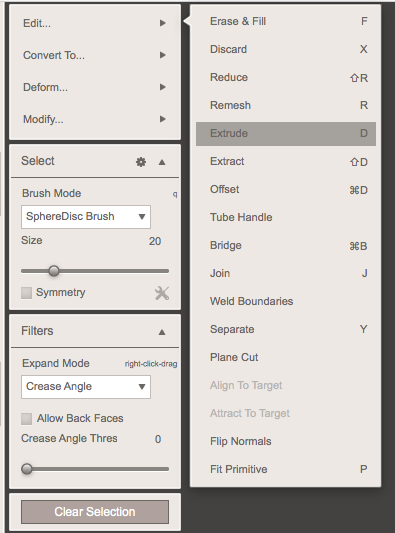 Edit...
Convert To...
Deform...
Modify...
Select
Brush Mode q
SphereDisc Brush
Size 20
Symmetry
Filters
Expand Mode right-click-drag
Crease Angle
Allow Back Faces
Crease Angle Thres 0
Clear Selection
Erase & Fill F
Discard X
Reduce ⇧R
Remesh R
Extrude D
Extract ⇧D
Offset ⌘D
Tube Handle
Bridge ⌘B
Join J
Weld Boundaries
Separate Y
Plane Cut
Align To Target
Attract To Target
Flip Normals
Fit Primitive P